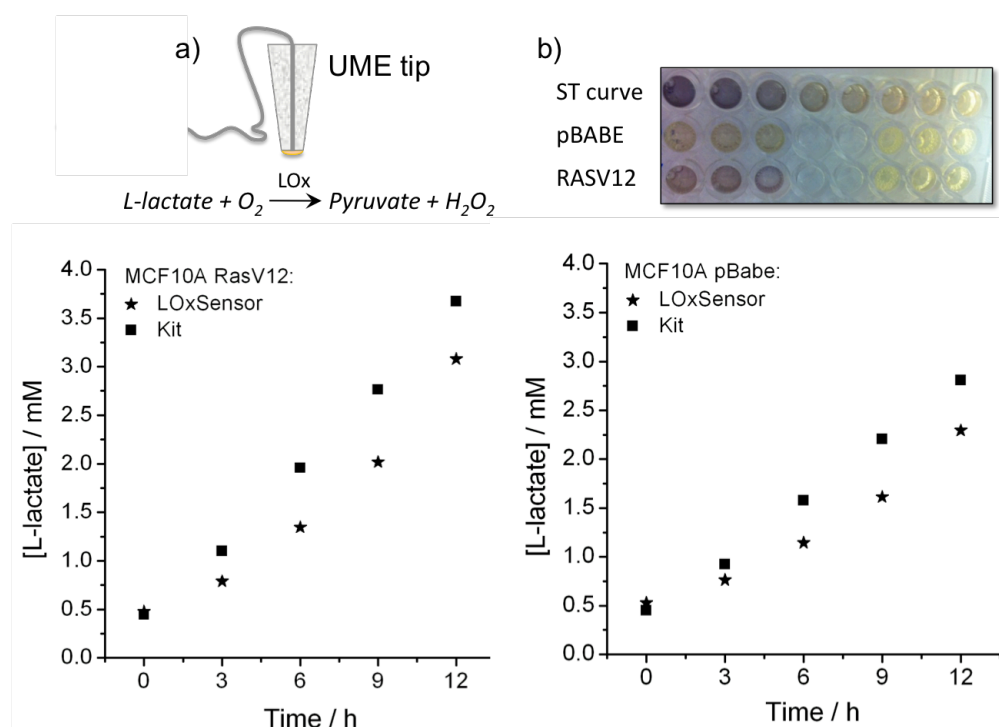 a)
UME tip
LOx
L-lactate + O2 → Pyruvate + H2O2
b)
ST curve
pBABE
RASV12
MCF10A RasV12:
★ LOxSensor
■ Kit
[L-lactate] / mM
4.0
3.5
3.0
2.5
2.0
1.5
1.0
0.5
0.0
0 3 6 9 12
Time / h
MCF10A pBabe:
★ LOxSensor
■ Kit
[L-lactate] / mM
4.0
3.5
3.0
2.5
2.0
1.5
1.0
0.5
0.0
0 3 6 9 12
Time / h